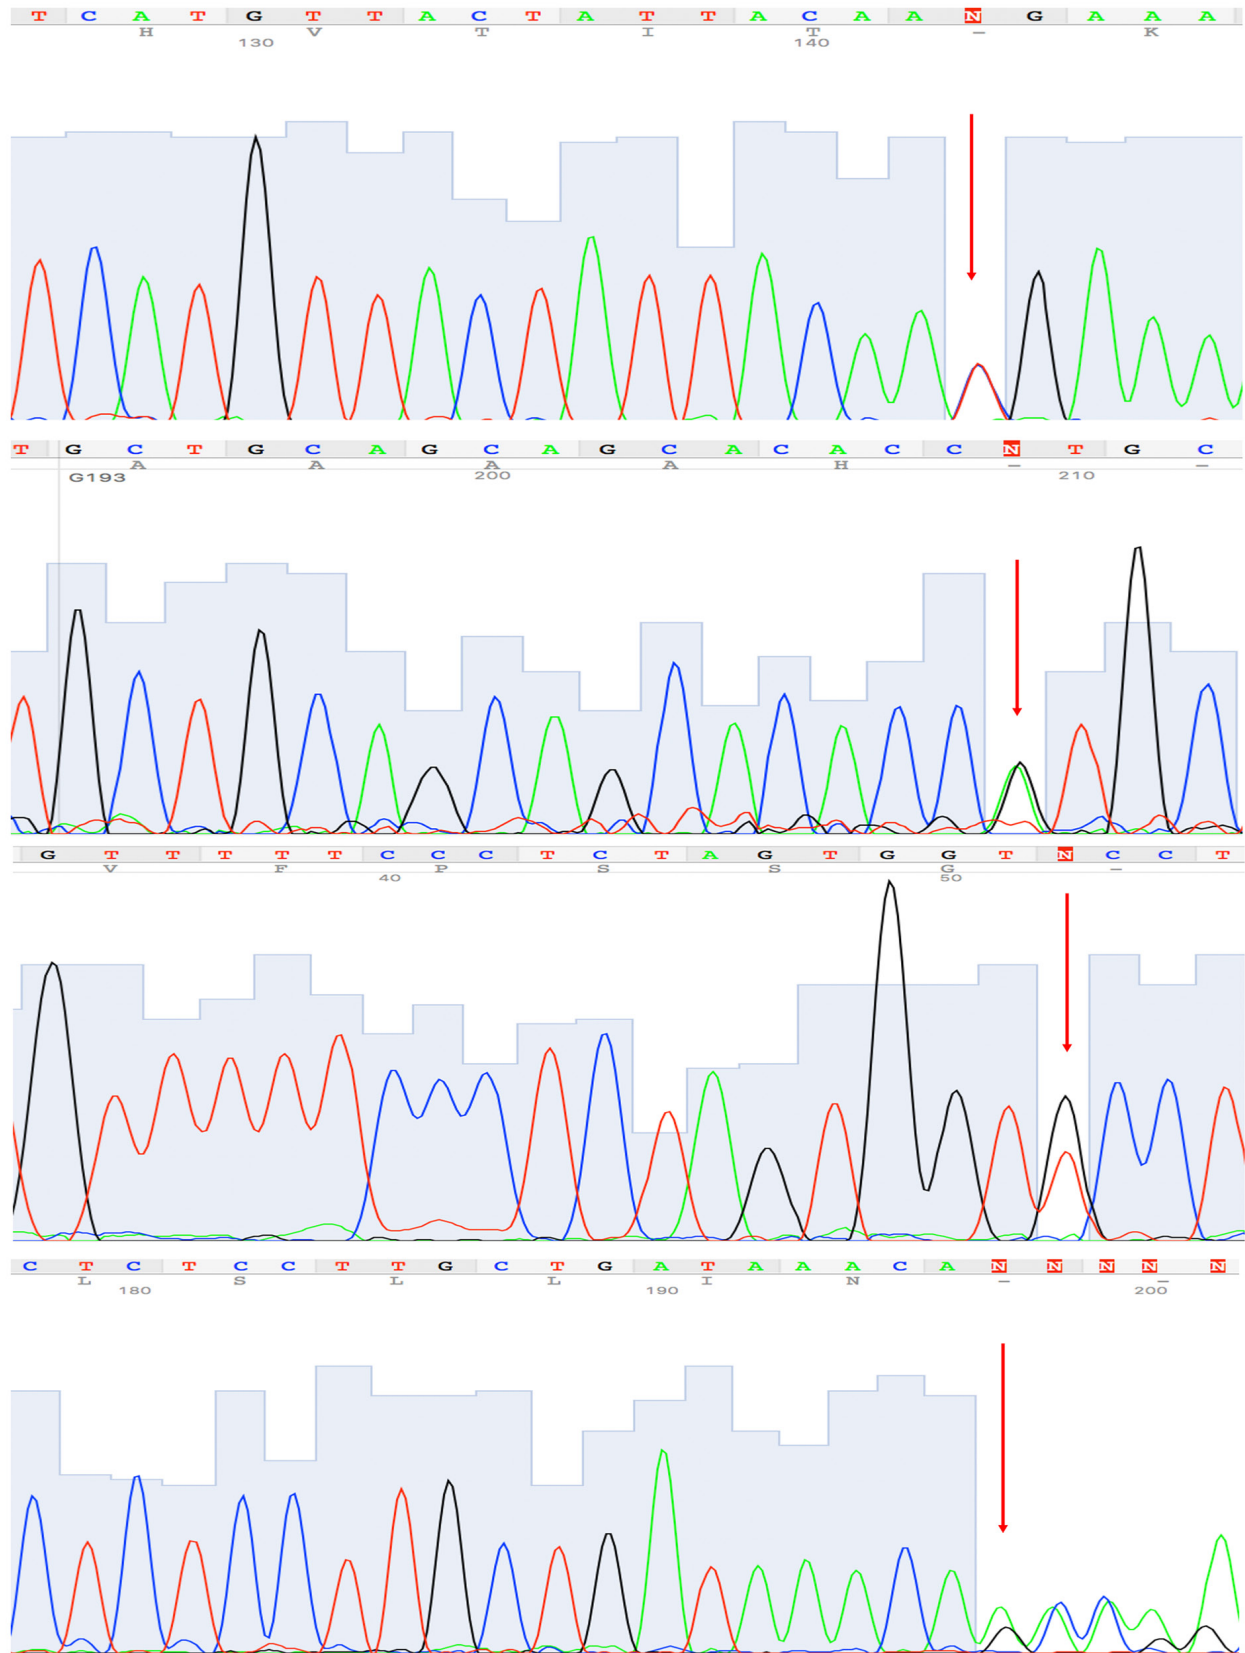 T C A T G T T A C T A T T A C A A N G A A A
H V T I T – K
130 140
T G C T G C A G C A G C A C A C C N T G C
A A A A H – –
G193 200 210
G T T T T T C C C T C T A G T G G T N C C T
V F P S S G –
40 50
C T C T C C T T G C T G A T A A A C A N N N N N
L S L L I N – –
180 190 200